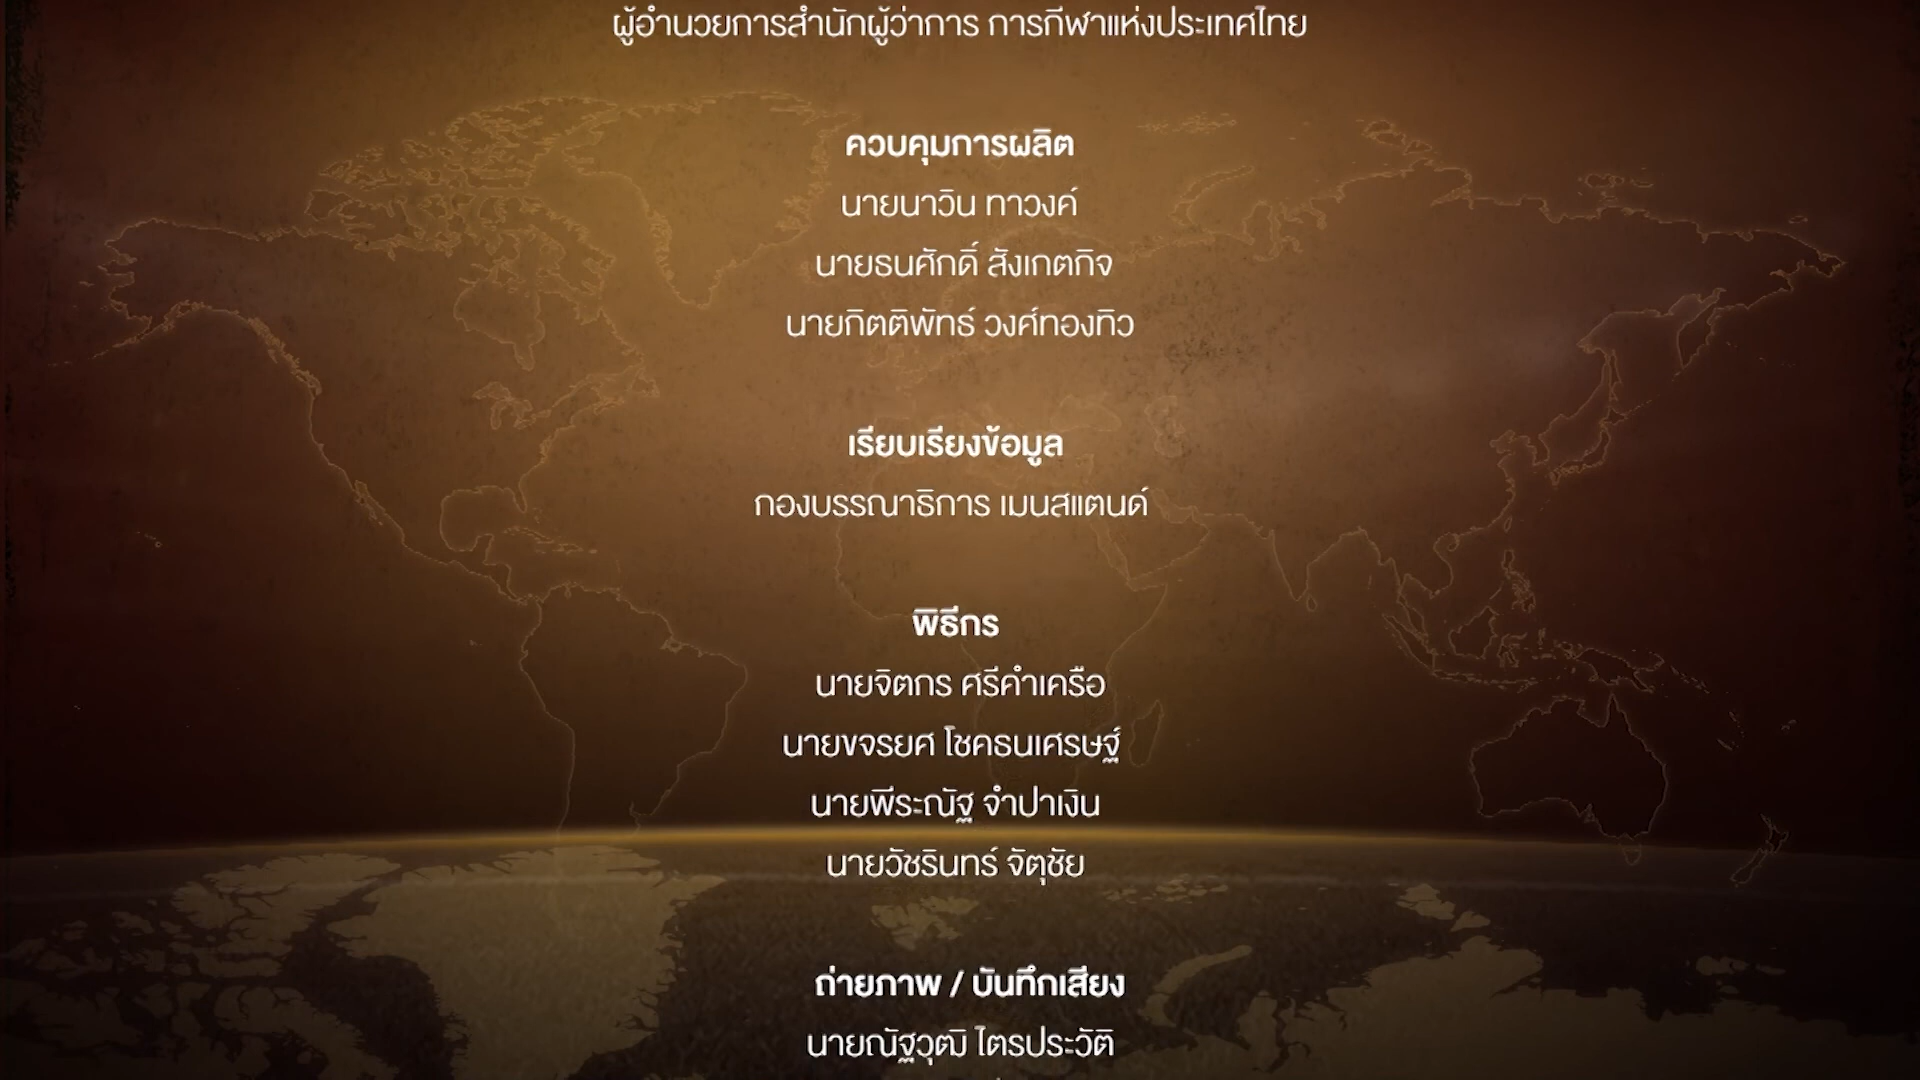 ผู้อำนวยการสำนักผู้ว่าการ การกีฬาแห่งประเทศไทย
ควบคุมการผลิต
นายนาวิน ทาวงค์
นายธนศักดิ์ สังเกตกิจ
นายกิตติพัทธ์ วงศ์ทองทิว
เรียบเรียงข้อมูล
กองบรรณาธิการ เมนสแตนด์
พิธีกร
นายจิตกร ศรีคำเครือ
นายขจรยศ โชคธนเศรษฐ์
นายพีระณัฐ จำปาเงิน
นายวัชรินทร์ จัตุชัย
ถ่ายภาพ / บันทึกเสียง
นายณัฐวุฒิ ไตรประวัติ